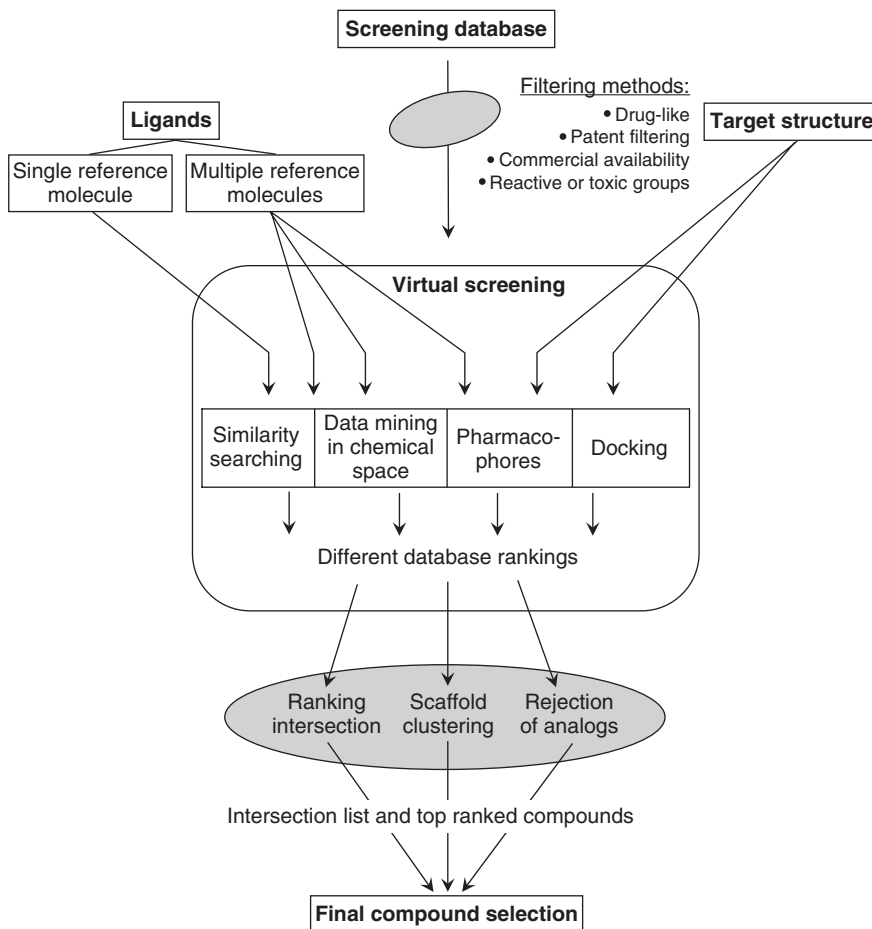 Screening database
Filtering methods:
• Drug-like
• Patent filtering
• Commercial availability
• Reactive or toxic groups
Ligands
Single reference
molecule
Multiple reference
molecules
Target structure
Virtual screening
Similarity
searching
Data mining
in chemical
space
Pharmaco-
phores
Docking
Different database rankings
Ranking
intersection
Scaffold
clustering
Rejection
of analogs
Intersection list and top ranked compounds
Final compound selection